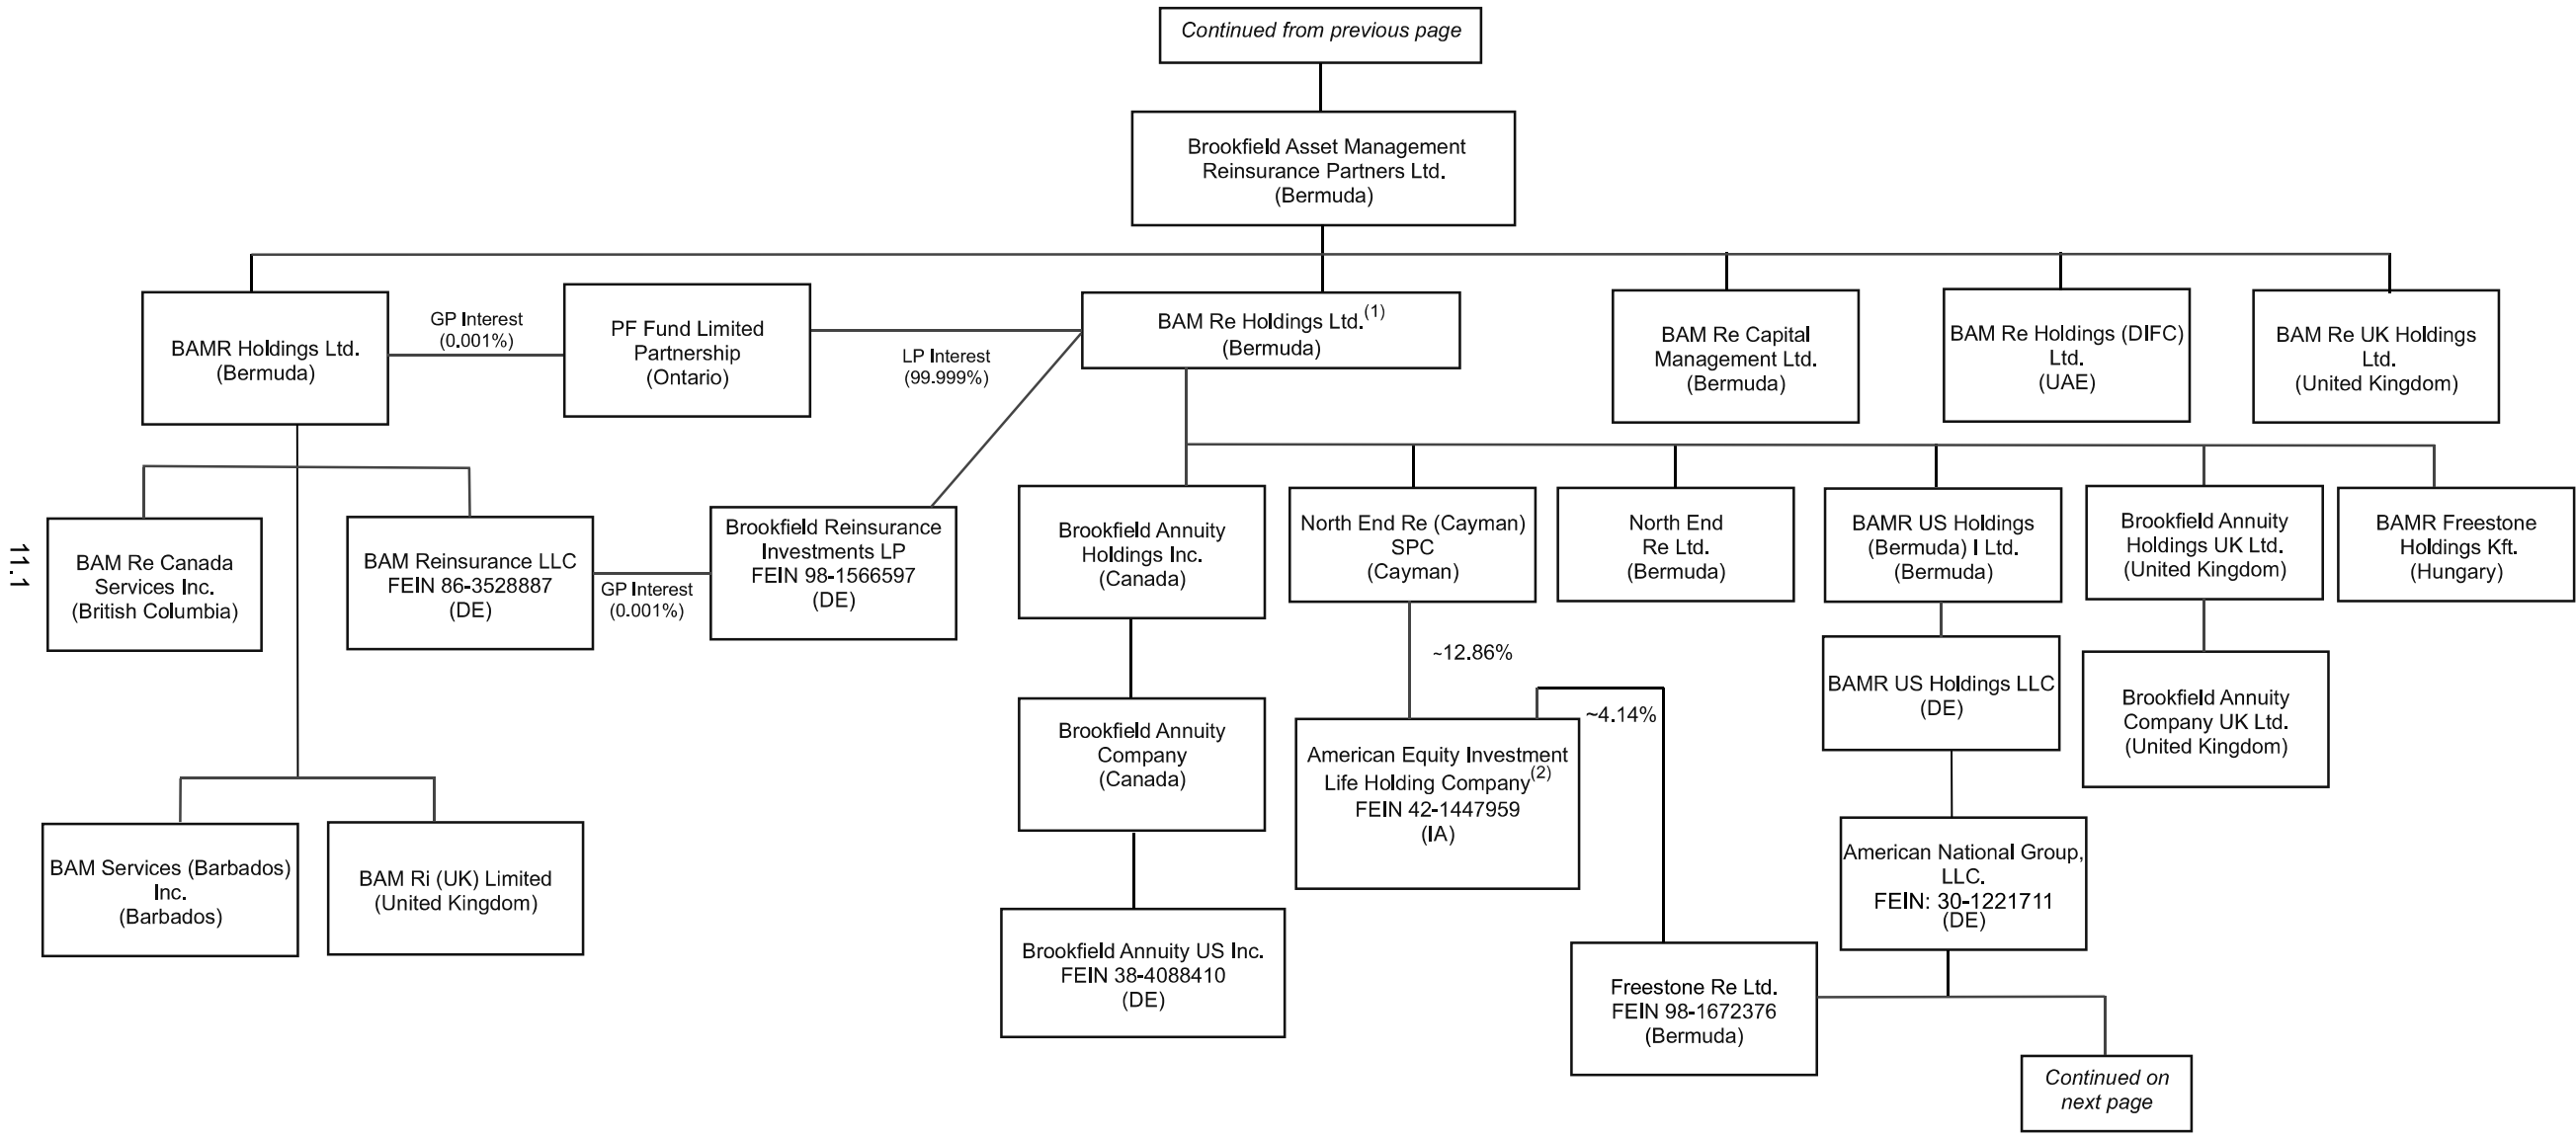 Continued from previous page
Brookfield Asset Management
Reinsurance Partners Ltd.
(Bermuda)
BAMR Holdings Ltd.
(Bermuda)
GP Interest
(0.001%)
PF Fund Limited
Partnership
(Ontario)
LP Interest
(99.999%)
BAM Re Holdings Ltd.(1)
(Bermuda)
BAM Re Capital
Management Ltd.
(Bermuda)
BAM Re Holdings (DIFC)
Ltd.
(UAE)
BAM Re UK Holdings
Ltd.
(United Kingdom)
11.1
BAM Re Canada
Services Inc.
(British Columbia)
BAM Reinsurance LLC
FEIN 86-3528887
(DE)
GP Interest
(0.001%)
Brookfield Reinsurance
Investments LP
FEIN 98-1566597
(DE)
Brookfield Annuity
Holdings Inc.
(Canada)
North End Re (Cayman)
SPC
(Cayman)
North End
Re Ltd.
(Bermuda)
BAMR US Holdings
(Bermuda) I Ltd.
(Bermuda)
Brookfield Annuity
Holdings UK Ltd.
(United Kingdom)
BAMR Freestone
Holdings Kft.
(Hungary)
~12.86%
~4.14%
BAMR US Holdings LLC
(DE)
Brookfield Annuity
Company UK Ltd.
(United Kingdom)
Brookfield Annuity
Company
(Canada)
American Equity Investment
Life Holding Company(2)
FEIN 42-1447959
(IA)
BAM Services (Barbados)
Inc.
(Barbados)
BAM Ri (UK) Limited
(United Kingdom)
American National Group,
LLC.
FEIN: 30-1221711
(DE)
Brookfield Annuity US Inc.
FEIN 38-4088410
(DE)
Freestone Re Ltd.
FEIN 98-1672376
(Bermuda)
Continued on
next page